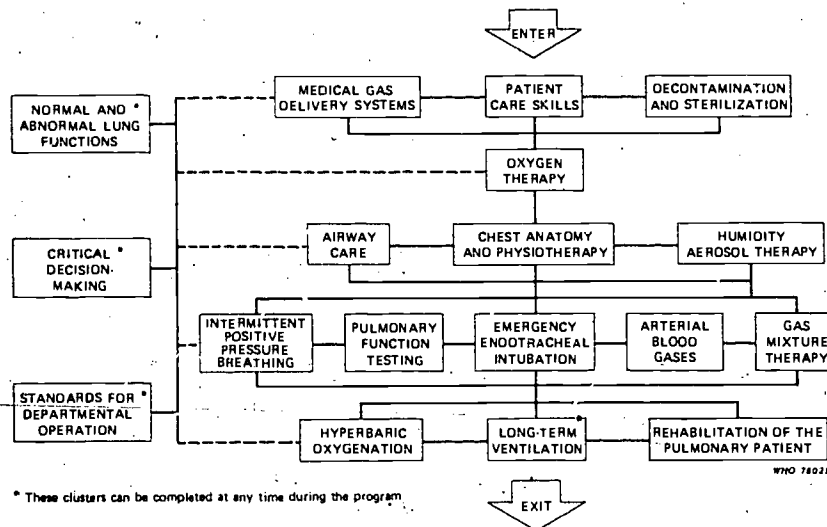 ENTER
MEDICAL GAS
DELIVERY SYSTEMS
PATIENT
CARE SKILLS
DECONTAMINATION
AND STERILIZATION
NORMAL AND *
ABNORMAL LUNG
FUNCTIONS
OXYGEN
THERAPY
CRITICAL *
DECISION-
MAKING
AIRWAY
CARE
CHEST ANATOMY
AND PHYSIOTHERAPY
HUMIDITY
AEROSOL THERAPY
INTERMITTENT
POSITIVE
PRESSURE
BREATHING
PULMONARY
FUNCTION
TESTING
EMERGENCY
ENDOTRACHEAL
INTUBATION
ARTERIAL
BLOOD
GASES
GAS
MIXTURE
THERAPY
STANDARDS FOR *
DEPARTMENTAL
OPERATION
HYPERBARIC
OXYGENATION
LONG-TERM *
VENTILATION
REHABILITATION OF THE
PULMONARY PATIENT
WHO
* These clusters can be completed at any time during the program
EXIT